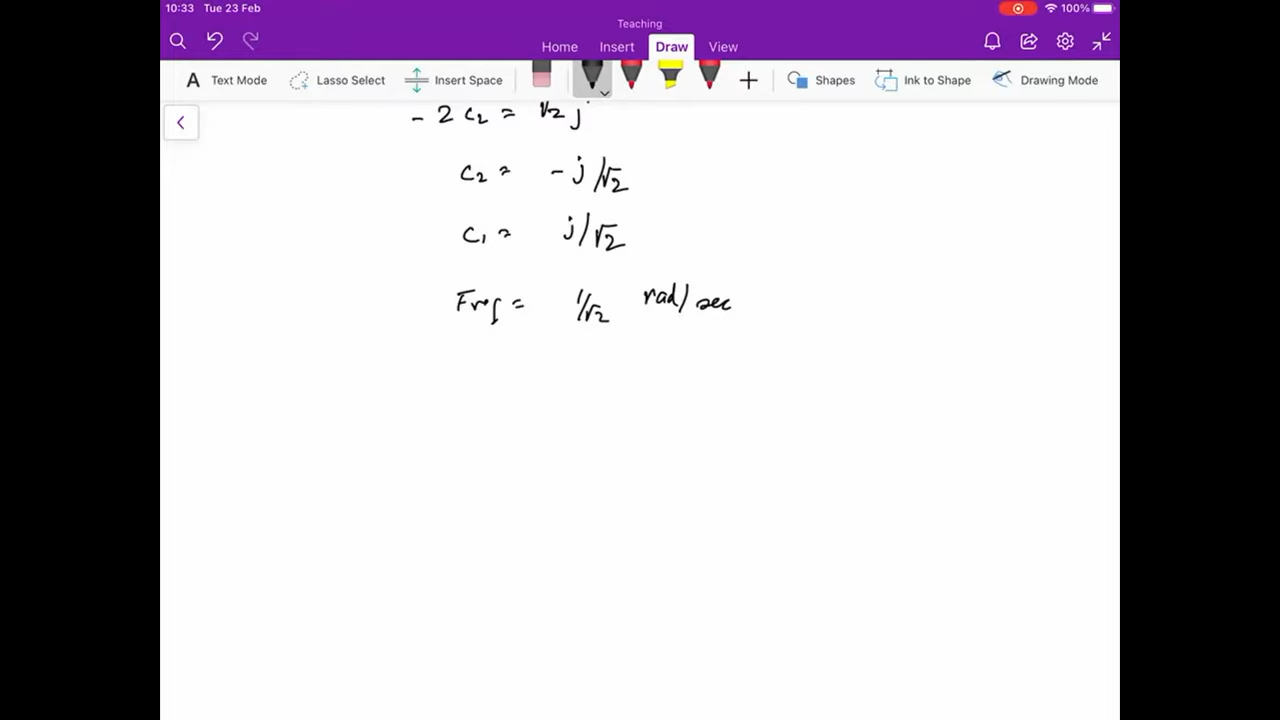 10:33 Tue 23 Feb
100%
Teaching
Home Insert Draw View
A Text Mode Lasso Select Insert Space Shapes Ink to Shape Drawing Mode
- 2 c₂ = √2 j
c₂ = - j/√2
c₁ = j/√2
Freq = 1/√2 rad/sec